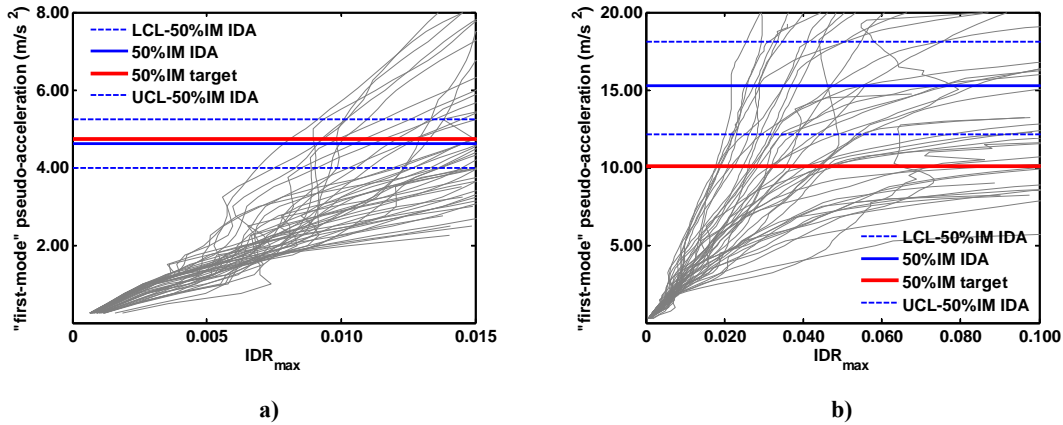 8.00
6.00
4.00
2.00
0
0.005
0.010
0.015
"first-mode" pseudo-acceleration (m/s 2)
IDRmax
LCL-50%IM IDA
50%IM IDA
50%IM target
UCL-50%IM IDA
a)
20.00
15.00
10.00
5.00
0
0.020
0.040
0.060
0.080
0.100
"first-mode" pseudo-acceleration (m/s 2)
IDRmax
LCL-50%IM IDA
50%IM IDA
50%IM target
UCL-50%IM IDA
b)